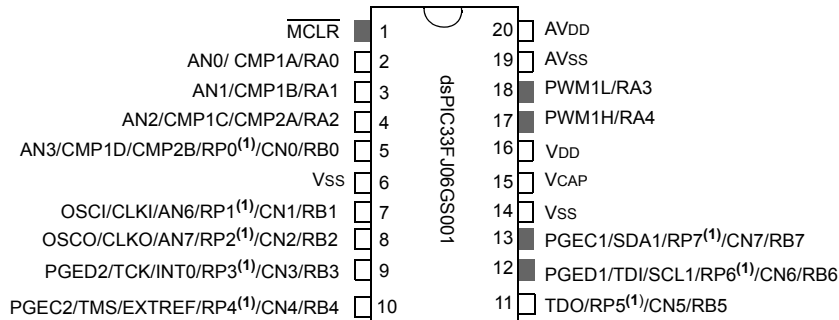 MCLR 1 20 AVDD
AN0/ CMP1A/RA0 2 19 AVSS
AN1/CMP1B/RA1 3 18 PWM1L/RA3
AN2/CMP1C/CMP2A/RA2 4 17 PWM1H/RA4
AN3/CMP1D/CMP2B/RP0(1)/CN0/RB0 5 16 VDD
VSS 6 15 VCAP
OSCI/CLKI/AN6/RP1(1)/CN1/RB1 7 14 VSS
OSCO/CLKO/AN7/RP2(1)/CN2/RB2 8 13 PGEC1/SDA1/RP7(1)/CN7/RB7
PGED2/TCK/INT0/RP3(1)/CN3/RB3 9 12 PGED1/TDI/SCL1/RP6(1)/CN6/RB6
PGEC2/TMS/EXTREF/RP4(1)/CN4/RB4 10 11 TDO/RP5(1)/CN5/RB5
dsPIC33FJ06GS001